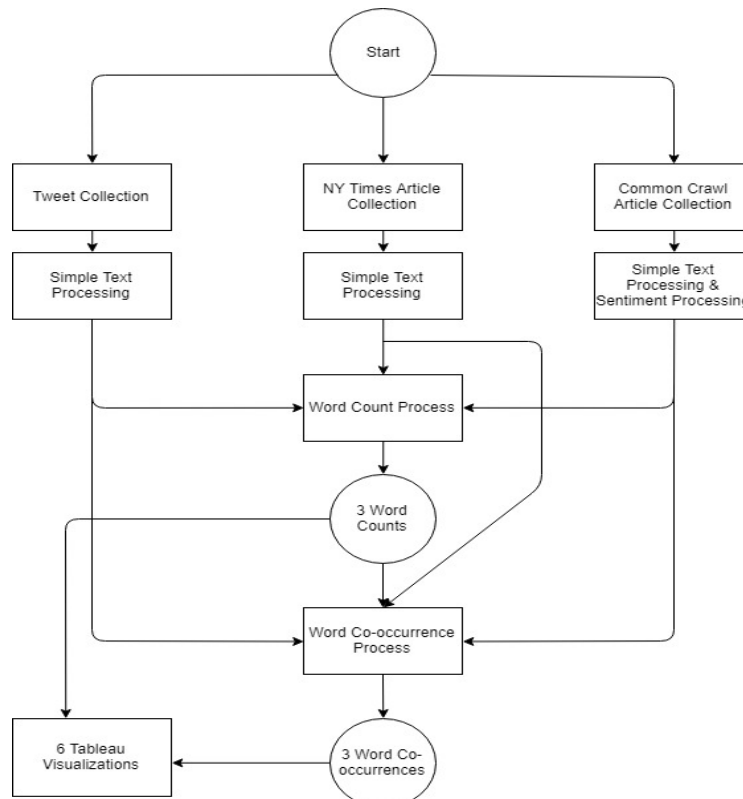 Start
Tweet Collection
NY Times Article
Collection
Common Crawl
Article Collection
Simple Text
Processing
Simple Text
Processing
Simple Text
Processing &
Sentiment Processing
Word Count Process
3 Word
Counts
Word Co-occurrence
Process
6 Tableau
Visualizations
3 Word Co-
occurrences